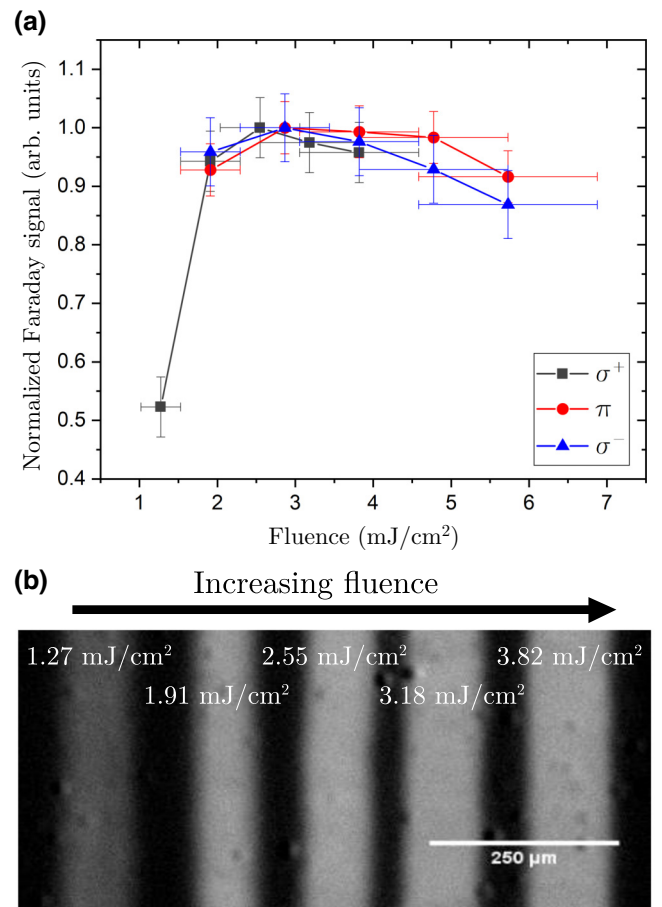 (a)
Normalized Faraday signal (arb. units)
1.1
1.0
0.9
0.8
0.7
0.6
0.5
0.4
σ⁺
π
σ⁻
1 2 3 4 5 6 7
Fluence (mJ/cm²)
(b)
Increasing fluence
1.27 mJ/cm² 2.55 mJ/cm² 3.82 mJ/cm²
1.91 mJ/cm² 3.18 mJ/cm²
250 µm